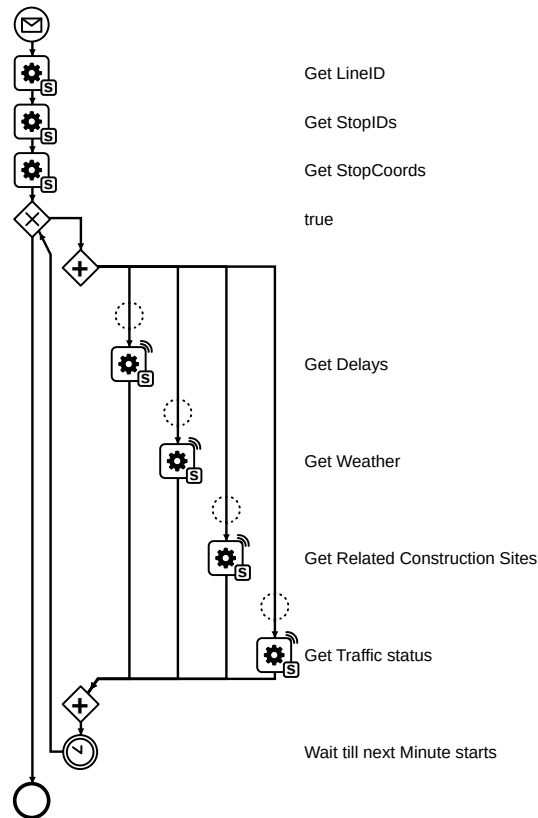 S
Get LineID
S
Get StopIDs
S
Get StopCoords
S
true
Get Delays
S
Get Weather
S
Get Related Construction Sites
S
Get Traffic status
S
Wait till next Minute starts